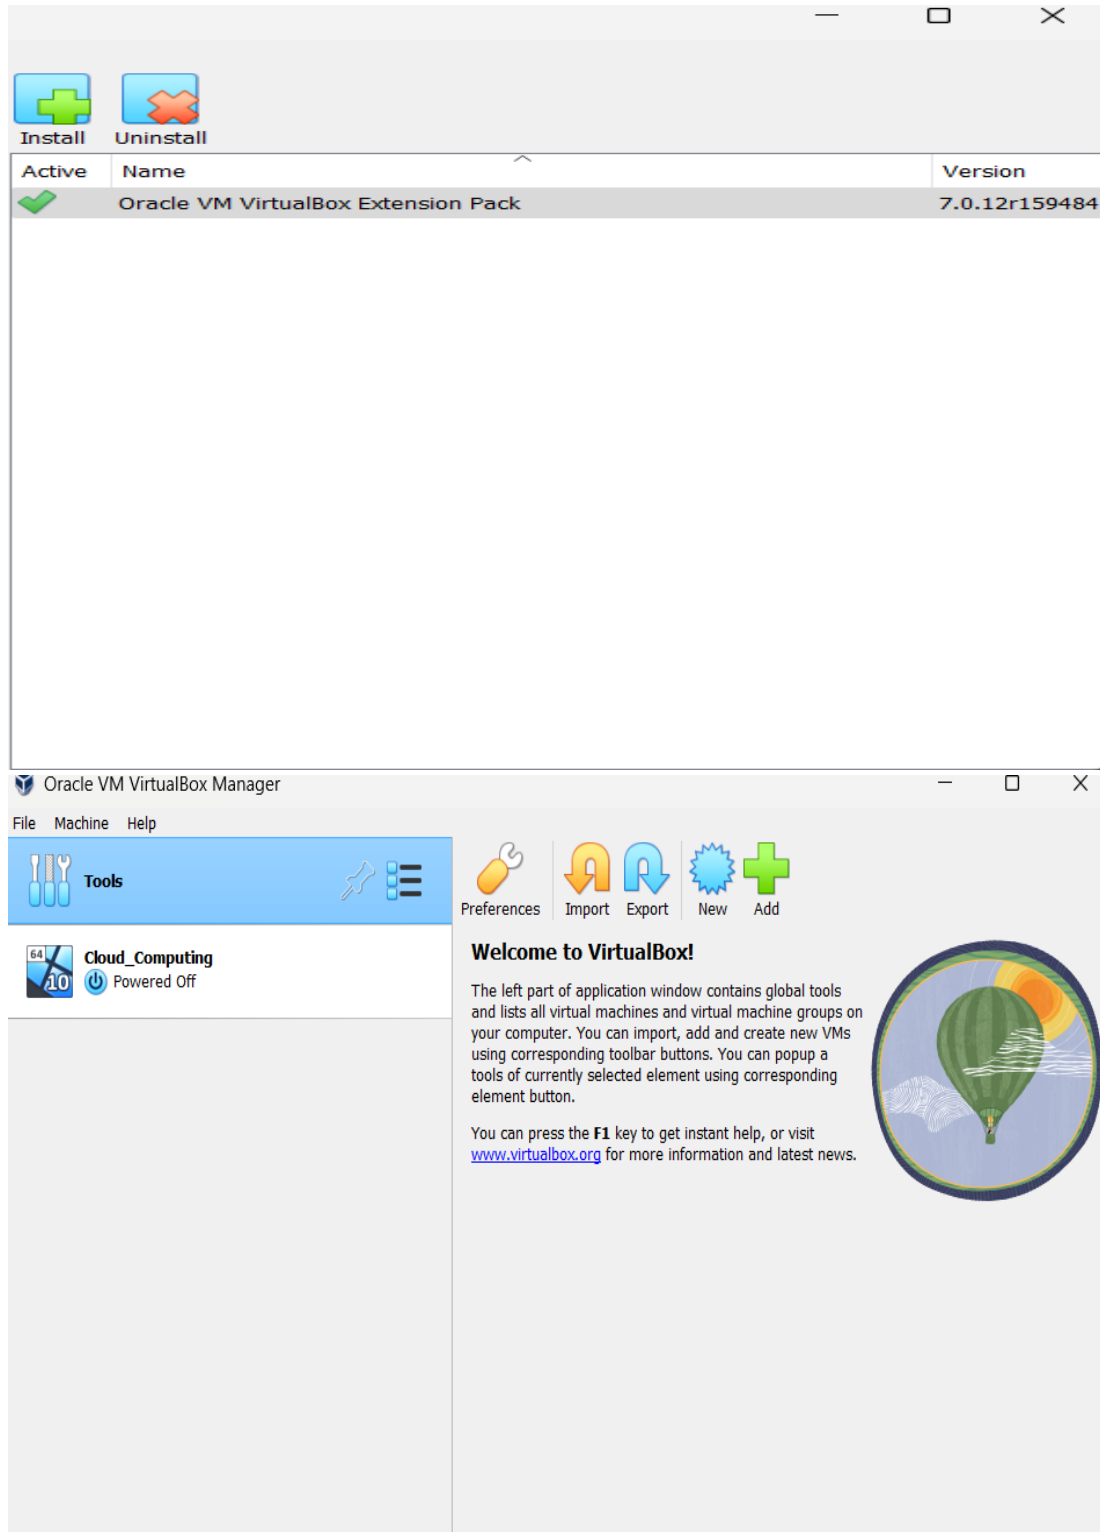 Install Uninstall
Active Name Version
Oracle VM VirtualBox Extension Pack 7.0.12r159484
Oracle VM VirtualBox Manager
File Machine Help
Tools
Preferences Import Export New Add
64
10
Cloud_Computing
Powered Off
Welcome to VirtualBox!
The left part of application window contains global tools
and lists all virtual machines and virtual machine groups on
your computer. You can import, add and create new VMs
using corresponding toolbar buttons. You can popup a
tools of currently selected element using corresponding
element button.
You can press the F1 key to get instant help, or visit
www.virtualbox.org for more information and latest news.